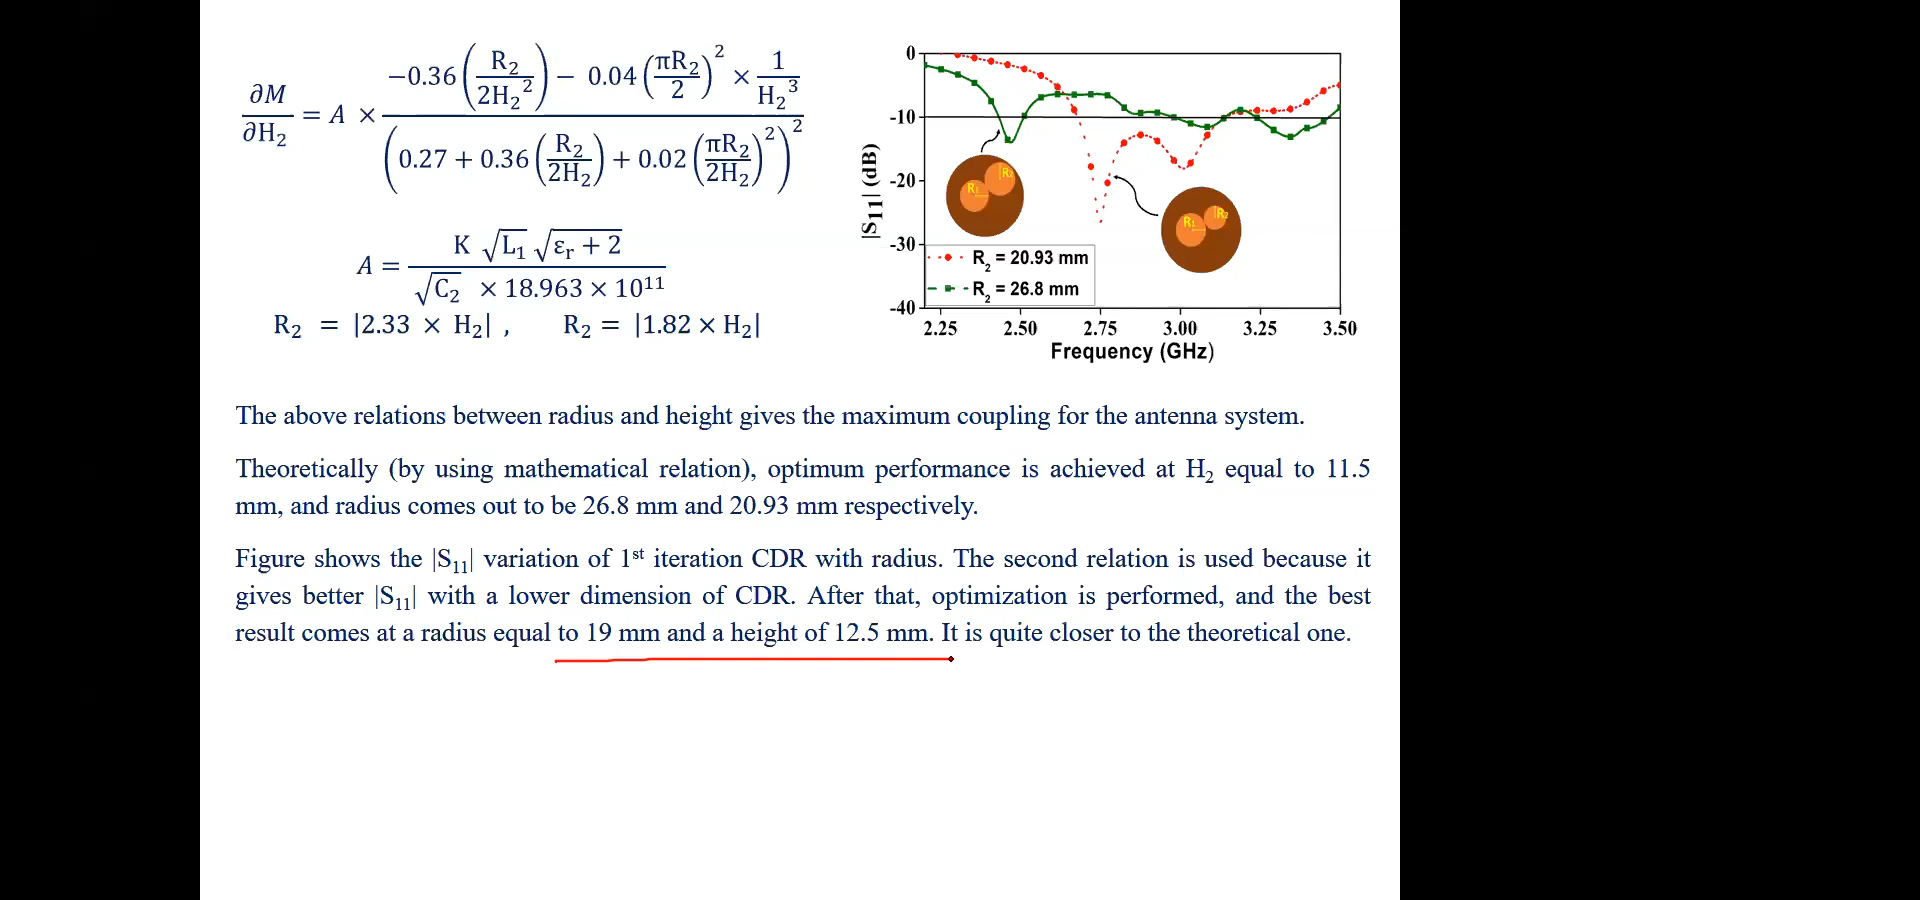 ∂M/∂H₂ = A × (−0.36 (R₂/2H₂²) − 0.04 (πR₂/2)² × 1/H₂³) / (0.27 + 0.36 (R₂/2H₂) + 0.02 (πR₂/2H₂)²)²
A = K √L₁ √εᵣ + 2 / √C₂ × 18.963 × 10¹¹
R₂ = |2.33 × H₂| , R₂ = |1.82 × H₂|
0
-10
-20
-30
-40
|S₁₁| (dB)
R₁ R₂
R₁ R₂
R₂ = 20.93 mm
R₂ = 26.8 mm
2.25 2.50 2.75 3.00 3.25 3.50
Frequency (GHz)
The above relations between radius and height gives the maximum coupling for the antenna system.
Theoretically (by using mathematical relation), optimum performance is achieved at H₂ equal to 11.5
mm, and radius comes out to be 26.8 mm and 20.93 mm respectively.
Figure shows the |S₁₁| variation of 1ˢᵗ iteration CDR with radius. The second relation is used because it
gives better |S₁₁| with a lower dimension of CDR. After that, optimization is performed, and the best
result comes at a radius equal to 19 mm and a height of 12.5 mm. It is quite closer to the theoretical one.